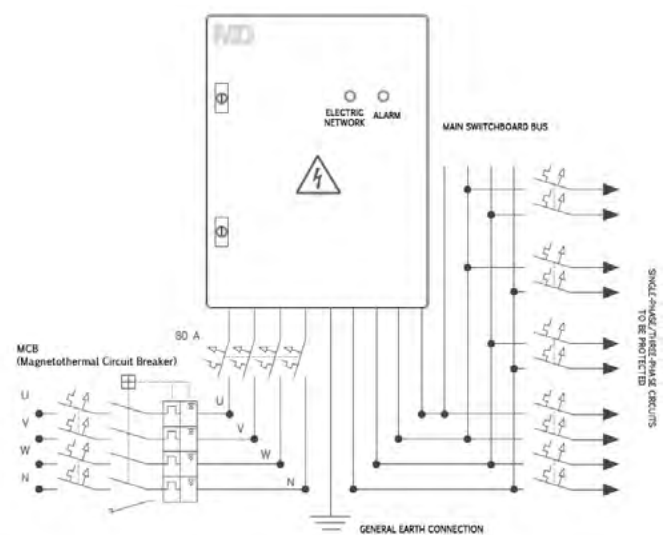 MD
ELECTRIC
NETWORK
ALARM
MAIN SWITCHBOARD BUS
80 A
MCB
(Magnetothermal Circuit Breaker)
U
V
W
N
U
V
W
N
SINGLE-PHASE/THREE-PHASE CIRCUITS
TO BE PROTECTED
GENERAL EARTH CONNECTION